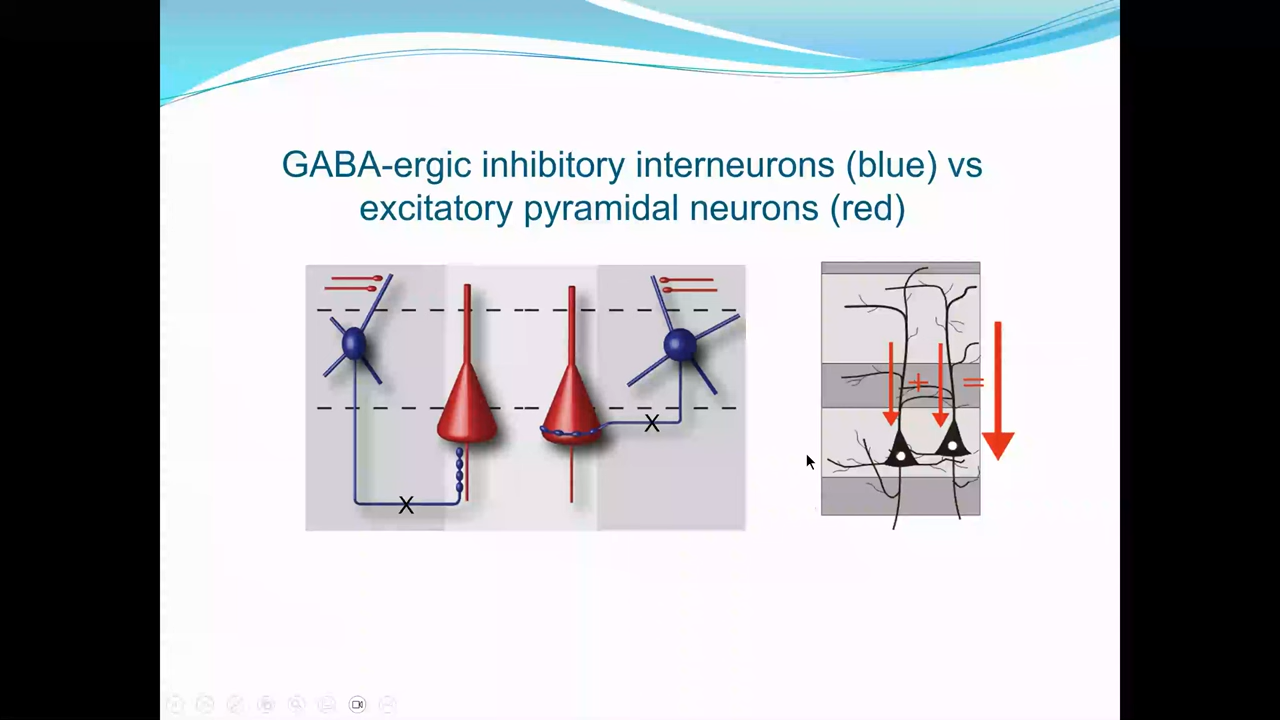 GABA-ergic inhibitory interneurons (blue) vs
excitatory pyramidal neurons (red)
X
X
+ =